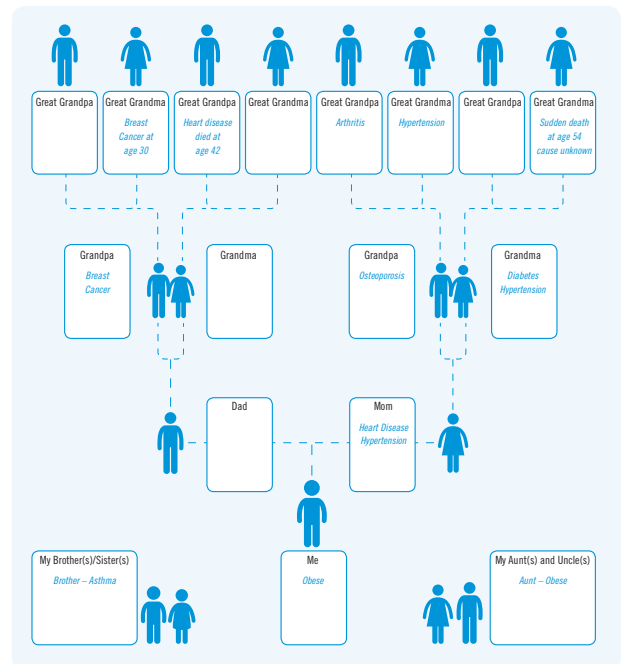 Great Grandpa
Great Grandma
Breast
Cancer at
age 30
Great Grandpa
Heart disease
died at
age 42
Great Grandma
Great Grandpa
Arthritis
Great Grandma
Hypertension
Great Grandpa
Great Grandma
Sudden death
at age 54
cause unknown
Grandpa
Breast
Cancer
Grandma
Grandpa
Osteoporosis
Grandma
Diabetes
Hypertension
Dad
Mom
Heart Disease
Hypertension
My Brother(s)/Sister(s)
Brother – Asthma
Me
Obese
My Aunt(s) and Uncle(s)
Aunt – Obese